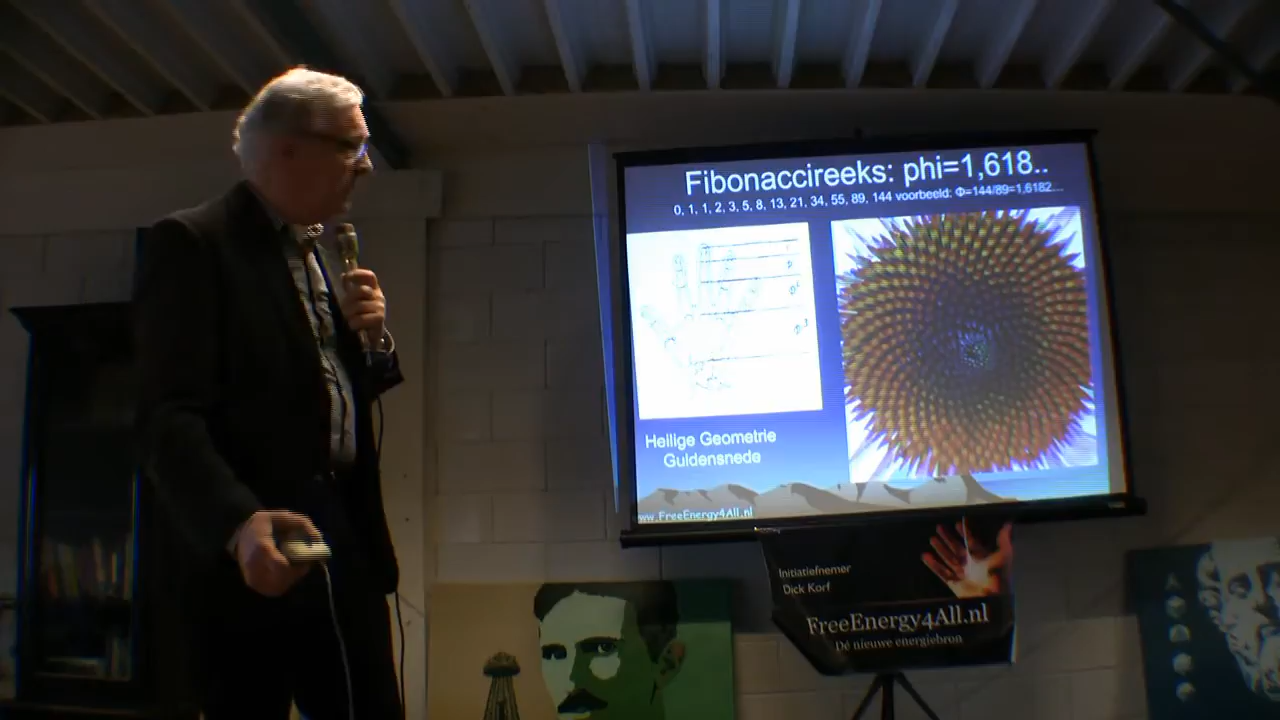 Fibonaccireeks: phi=1,618..
0, 1, 1, 2, 3, 5, 8, 13, 21, 34, 55, 89, 144 voorbeeld: Φ=144/89=1,6182....
Heilige Geometrie
Guldensnede
www.FreeEnergy4All.nl
Initiatiefnemer
Dick Korf
FreeEnergy4All.nl
Dé nieuwe energiebron